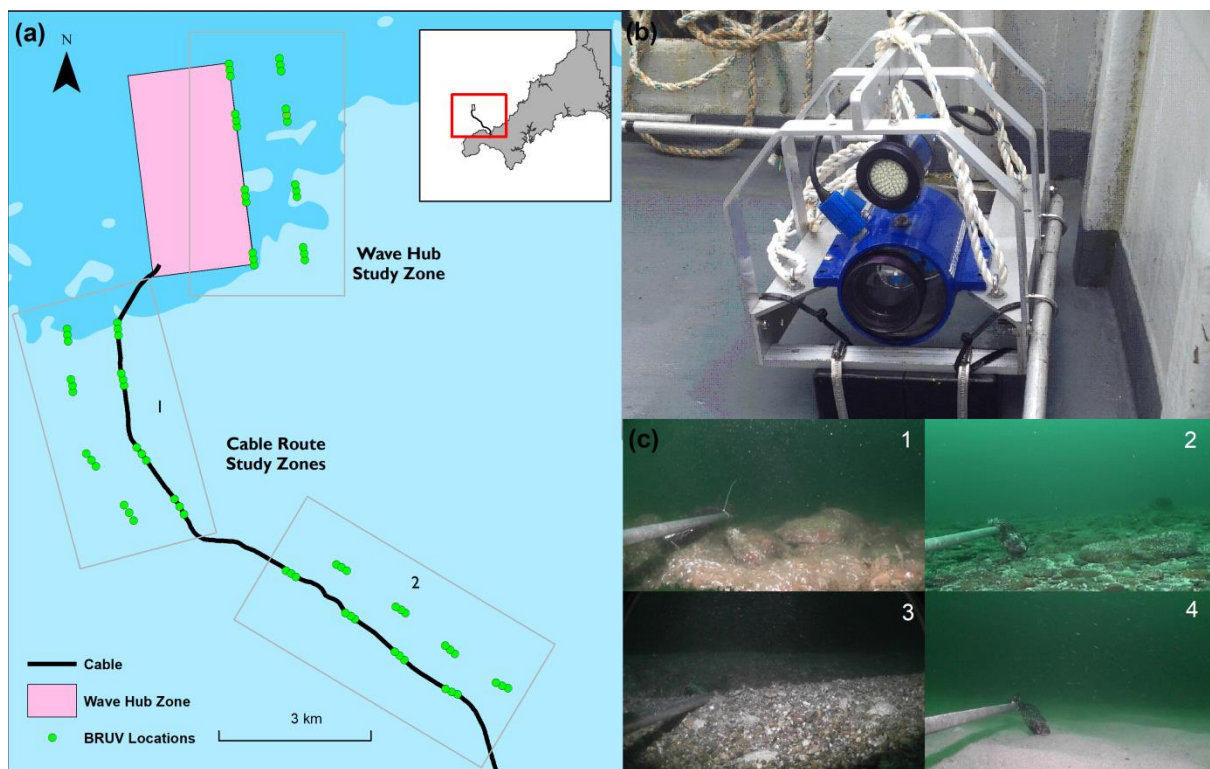 (a)
N
Wave Hub
Study Zone
1
Cable Route
Study Zones
2
Cable
Wave Hub Zone
BRUV Locations
3 km
(b)
(c)
1
2
3
4